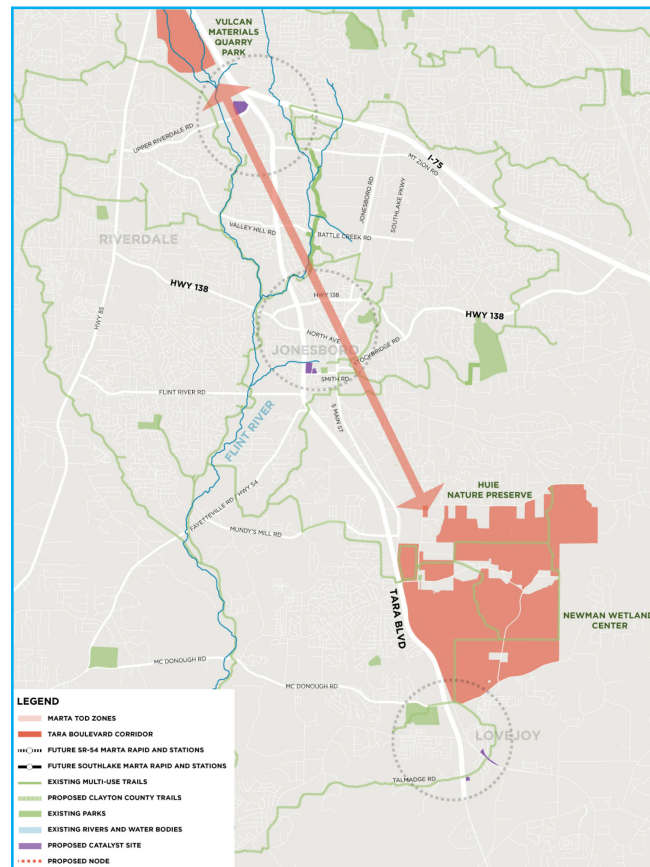 VULCAN
MATERIALS
QUARRY
PARK
UPPER RIVERDALE RD
I-75
MT ZION RD
JONESBORO RD
SOUTHLAKE PKWY
VALLEY HILL RD
BATTLE CREEK RD
RIVERDALE
HWY 138
HWY 138
HWY 138
HWY 85
NORTH AVE
JONESBORO
STOCKBRIDGE RD
SMITH RD
FLINT RIVER RD
S MAIN ST
FLINT RIVER
HUIE
NATURE PRESERVE
FAYETTEVILLE RD / HWY 54
MUNDY'S MILL RD
TARA BLVD
NEWMAN WETLAND
CENTER
MC DONOUGH RD
MC DONOUGH RD
LOVEJOY
TALMADGE RD
LEGEND
MARTA TOD ZONES
TARA BOULEVARD CORRIDOR
FUTURE SR-54 MARTA RAPID AND STATIONS
FUTURE SOUTHLAKE MARTA RAPID AND STATIONS
EXISTING MULTI-USE TRAILS
PROPOSED CLAYTON COUNTY TRAILS
EXISTING PARKS
EXISTING RIVERS AND WATER BODIES
PROPOSED CATALYST SITE
PROPOSED NODE